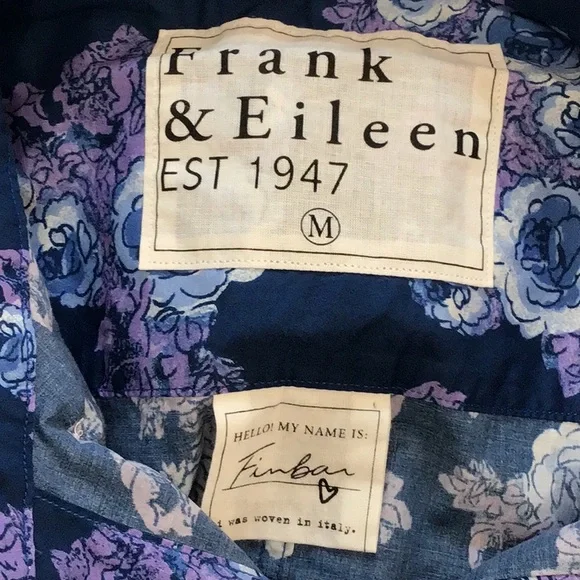 Frank
& Eileen
EST 1947
M
HELLO! MY NAME IS:
Finbar
i was woven in italy.